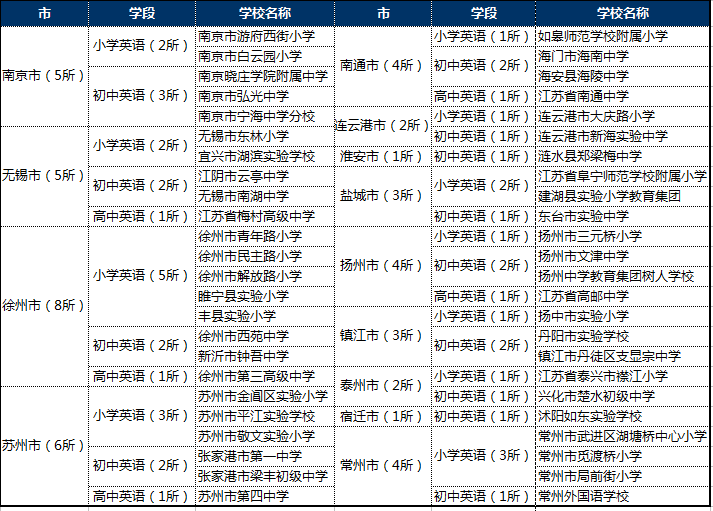 市 学段 学校名称 市 学段 学校名称
南京市（5所） 小学英语（2所） 南京市游府西街小学 南通市（4所） 小学英语（1所） 如皋师范学校附属小学
南京市白云园小学 初中英语（2所） 海门市海南中学
初中英语（3所） 南京晓庄学院附属中学 海安县海陵中学
南京市弘光中学 高中英语（1所） 江苏省南通中学
南京市宁海中学分校 连云港市（2所） 小学英语（1所） 连云港市大庆路小学
无锡市（5所） 小学英语（2所） 无锡市东林小学 初中英语（1所） 连云港市新海实验中学
宜兴市湖滨实验学校 淮安市（1所） 初中英语（1所） 涟水县郑梁梅中学
初中英语（2所） 江阴市云亭中学 盐城市（3所） 小学英语（2所） 江苏省阜宁师范学校附属小学
无锡市南湖中学 建湖县实验小学教育集团
高中英语（1所） 江苏省梅村高级中学 初中英语（1所） 东台市实验中学
徐州市（8所） 小学英语（5所） 徐州市青年路小学 扬州市（4所） 小学英语（1所） 扬州市三元桥小学
徐州市民主路小学 初中英语（2所） 扬州市文津中学
徐州市解放路小学 扬州中学教育集团树人学校
睢宁县实验小学 高中英语（1所） 江苏省高邮中学
丰县实验小学 镇江市（3所） 小学英语（1所） 扬中市实验小学
初中英语（2所） 徐州市西苑中学 初中英语（2所） 丹阳市实验学校
新沂市钟吾中学 镇江市丹徒区支显宗中学
高中英语（1所） 徐州市第三高级中学 泰州市（2所） 小学英语（1所） 江苏省泰兴市襟江小学
苏州市（6所） 小学英语（3所） 苏州市金阊区实验小学 初中英语（1所） 兴化市楚水初级中学
苏州市平江实验学校 宿迁市（1所） 初中英语（1所） 沭阳如东实验学校
苏州市敬文实验小学 常州市（4所） 小学英语（3所） 常州市武进区湖塘桥中心小学
初中英语（2所） 张家港市第一中学 常州市觅渡桥小学
张家港市梁丰初级中学 常州市局前街小学
高中英语（1所） 苏州市第四中学 初中英语（1所） 常州外国语学校